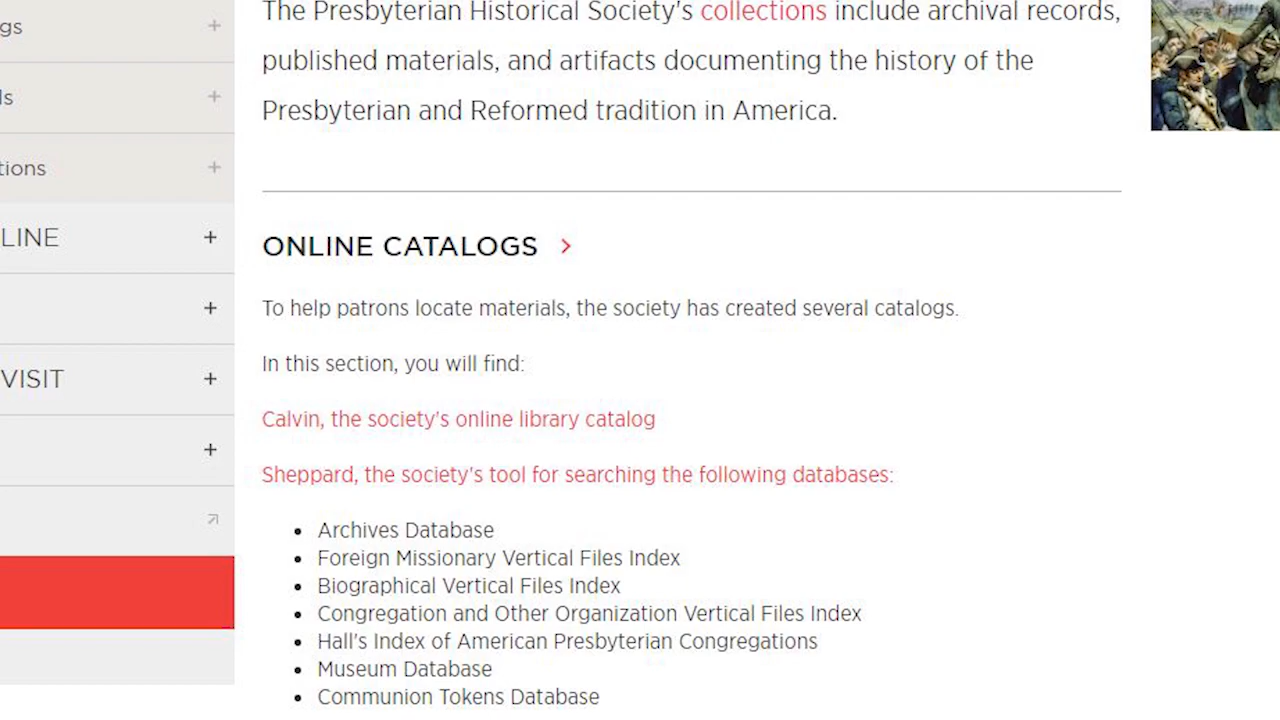 gs +
ls +
tions +
LINE +
+
VISIT +
+
The Presbyterian Historical Society's collections include archival records,
published materials, and artifacts documenting the history of the
Presbyterian and Reformed tradition in America.
ONLINE CATALOGS >
To help patrons locate materials, the society has created several catalogs.
In this section, you will find:
Calvin, the society's online library catalog
Sheppard, the society's tool for searching the following databases:
• Archives Database
• Foreign Missionary Vertical Files Index
• Biographical Vertical Files Index
• Congregation and Other Organization Vertical Files Index
• Hall's Index of American Presbyterian Congregations
• Museum Database
• Communion Tokens Database